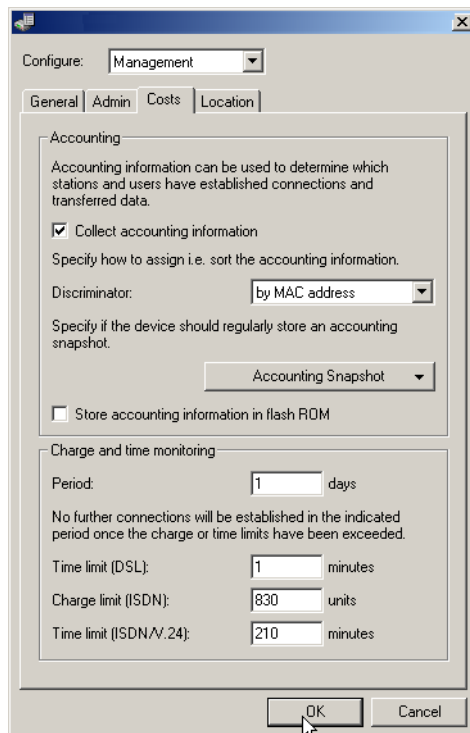 Configure: Management
General Admin Costs Location
Accounting
Accounting information can be used to determine which
stations and users have established connections and
transferred data.
Collect accounting information
Specify how to assign i.e. sort the accounting information.
Discriminator: by MAC address
Specify if the device should regularly store an accounting
snapshot.
Accounting Snapshot
Store accounting information in flash ROM
Charge and time monitoring
Period: 1 days
No further connections will be established in the indicated
period once the charge or time limits have been exceeded.
Time limit (DSL): 1 minutes
Charge limit (ISDN): 830 units
Time limit (ISDN/V.24): 210 minutes
OK Cancel